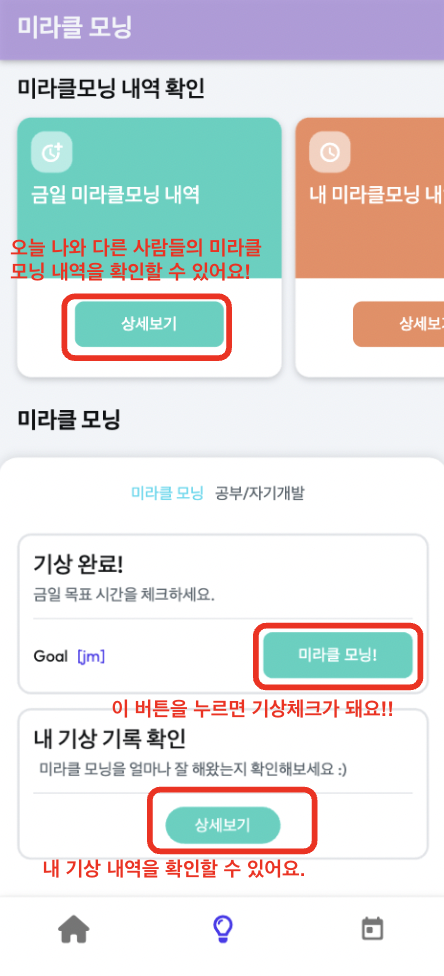 미라클 모닝
미라클모닝 내역 확인
금일 미라클모닝 내역
내 미라클모닝 내
오늘 나와 다른 사람들의 미라클
모닝 내역을 확인할 수 있어요!
상세보기
상세보
미라클 모닝
미라클 모닝 공부/자기개발
기상 완료!
금일 목표 시간을 체크하세요.
Goal [jm]
미라클 모닝!
이 버튼을 누르면 기상체크가 돼요!!
내 기상 기록 확인
미라클 모닝을 얼마나 잘 해왔는지 확인해보세요 :)
상세보기
내 기상 내역을 확인할 수 있어요.